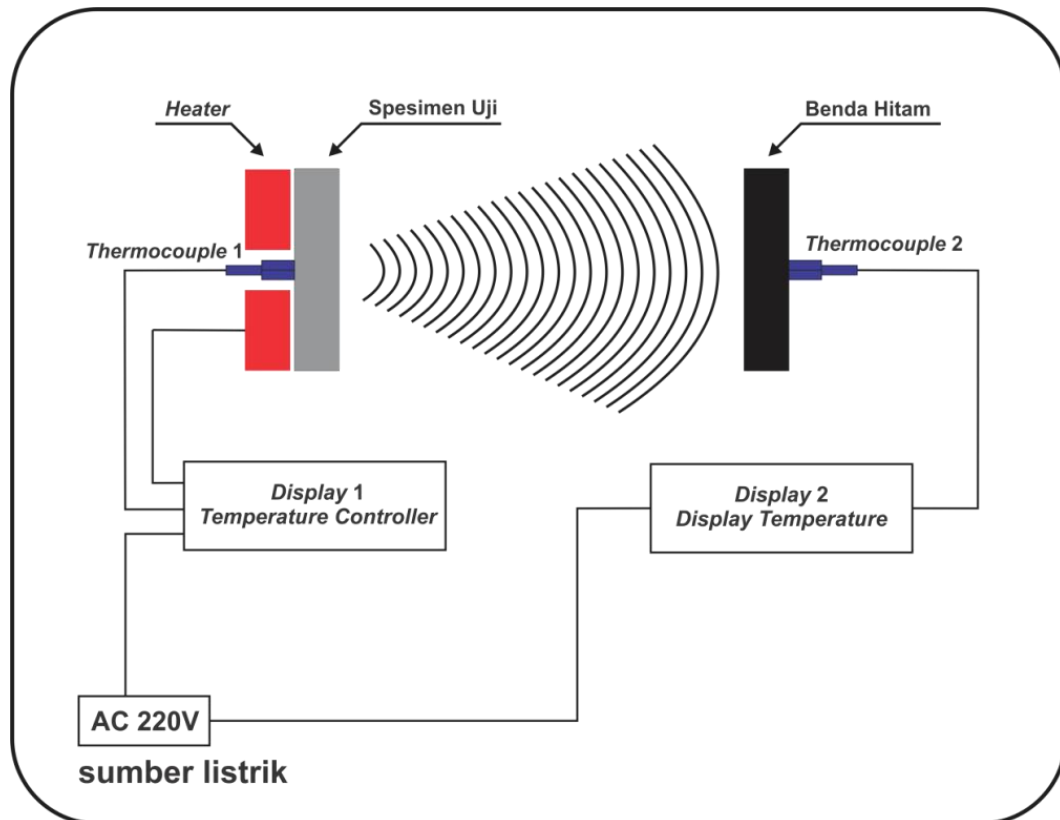 Heater
Spesimen Uji
Benda Hitam
Thermocouple 1
Thermocouple 2
Display 1
Temperature Controller
Display 2
Display Temperature
AC 220V
sumber listrik